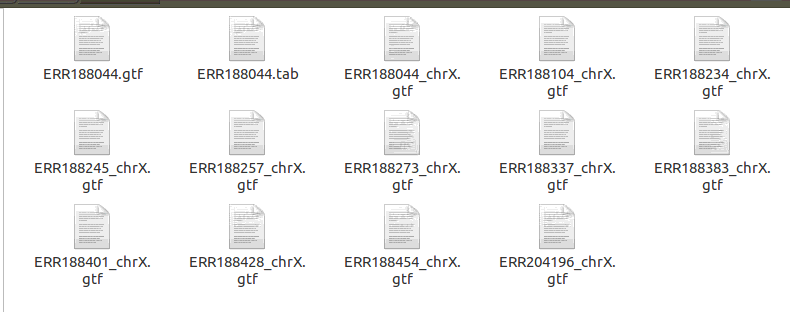 ERR188044.gtf
ERR188044.tab
ERR188044_chrX.
gtf
ERR188104_chrX.
gtf
ERR188234_chrX.
gtf
ERR188245_chrX.
gtf
ERR188257_chrX.
gtf
ERR188273_chrX.
gtf
ERR188337_chrX.
gtf
ERR188383_chrX.
gtf
ERR188401_chrX.
gtf
ERR188428_chrX.
gtf
ERR188454_chrX.
gtf
ERR204196_chrX.
gtf